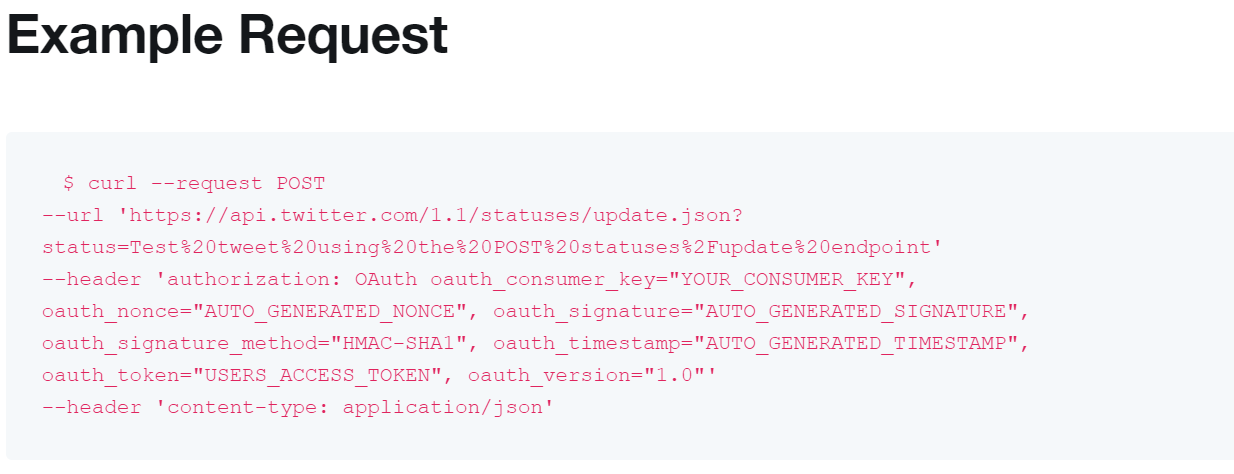 Example Request
$ curl --request POST
--url 'https://api.twitter.com/1.1/statuses/update.json?
status=Test%20tweet%20using%20the%20POST%20statuses%2Fupdate%20endpoint'
--header 'authorization: OAuth oauth_consumer_key="YOUR_CONSUMER_KEY",
oauth_nonce="AUTO_GENERATED_NONCE", oauth_signature="AUTO_GENERATED_SIGNATURE",
oauth_signature_method="HMAC-SHA1", oauth_timestamp="AUTO_GENERATED_TIMESTAMP",
oauth_token="USERS_ACCESS_TOKEN", oauth_version="1.0"'
--header 'content-type: application/json'